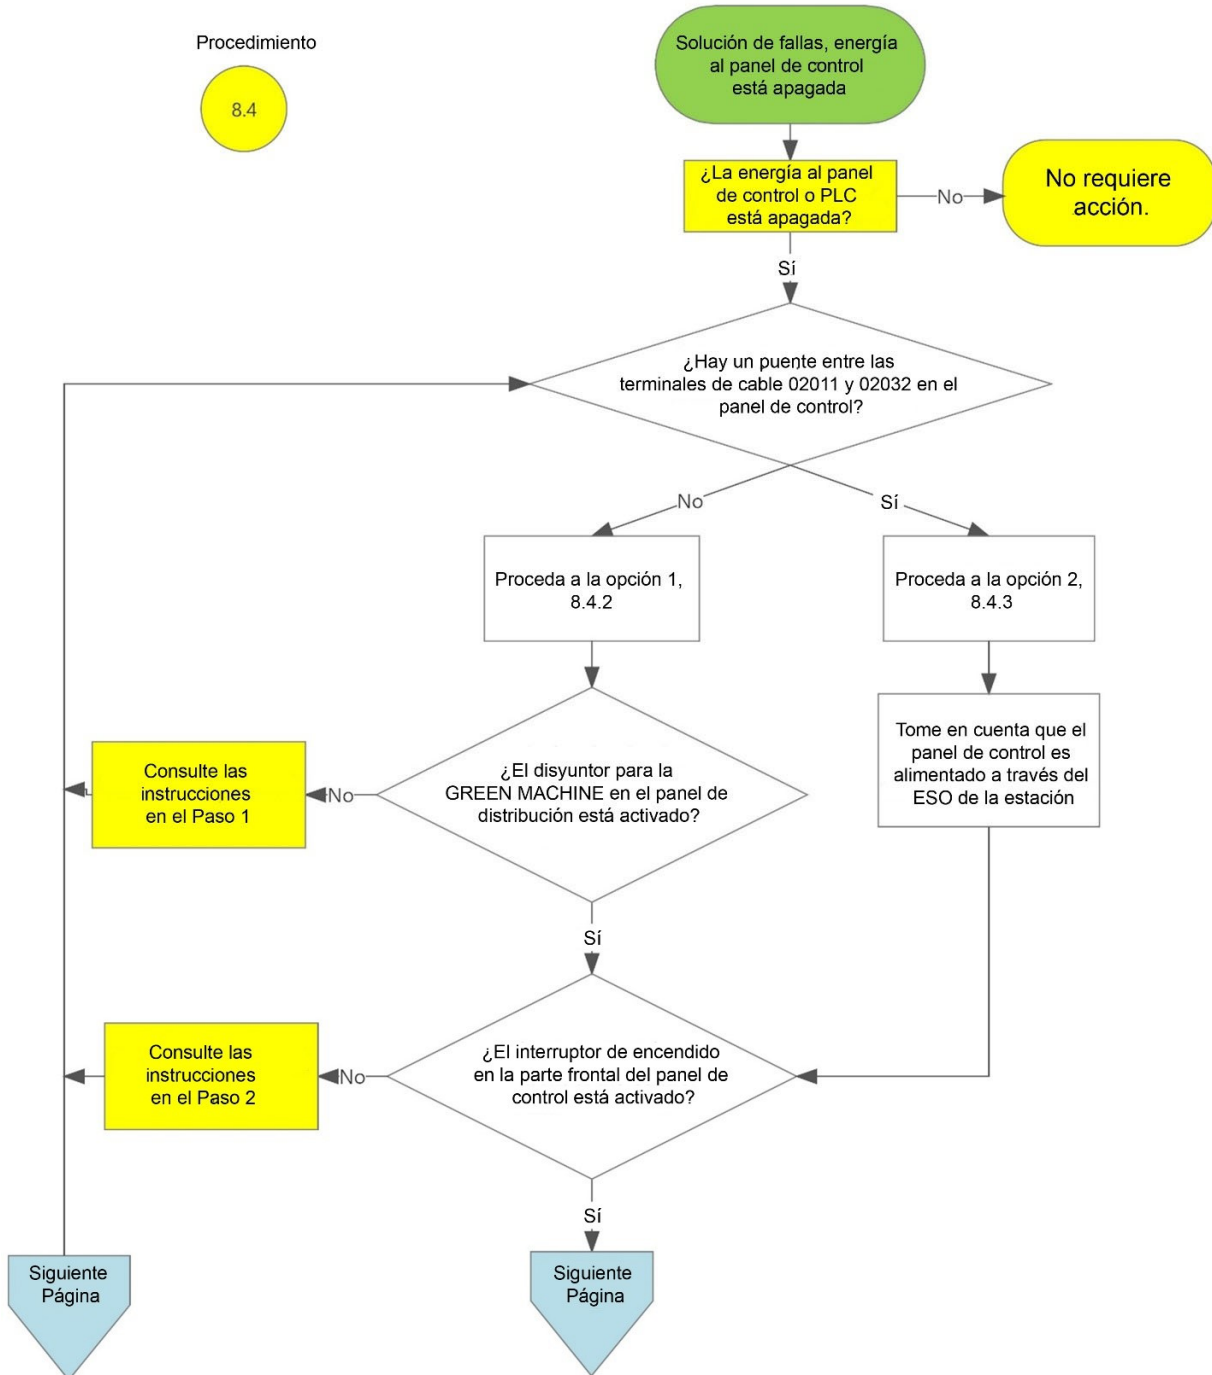 Procedimiento
8.4
Solución de fallas, energía
al panel de control
está apagada
¿La energía al panel
de control o PLC
está apagada?
No
No requiere
acción.
Sí
¿Hay un puente entre las
terminales de cable 02011 y 02032 en el
panel de control?
No
Sí
Proceda a la opción 1,
8.4.2
Proceda a la opción 2,
8.4.3
Tome en cuenta que el
panel de control es
alimentado a través del
ESO de la estación
¿El disyuntor para la
GREEN MACHINE en el panel de
distribución está activado?
No
Consulte las
instrucciones
en el Paso 1
Sí
¿El interruptor de encendido
en la parte frontal del panel de
control está activado?
No
Consulte las
instrucciones
en el Paso 2
Sí
Siguiente
Página
Siguiente
Página